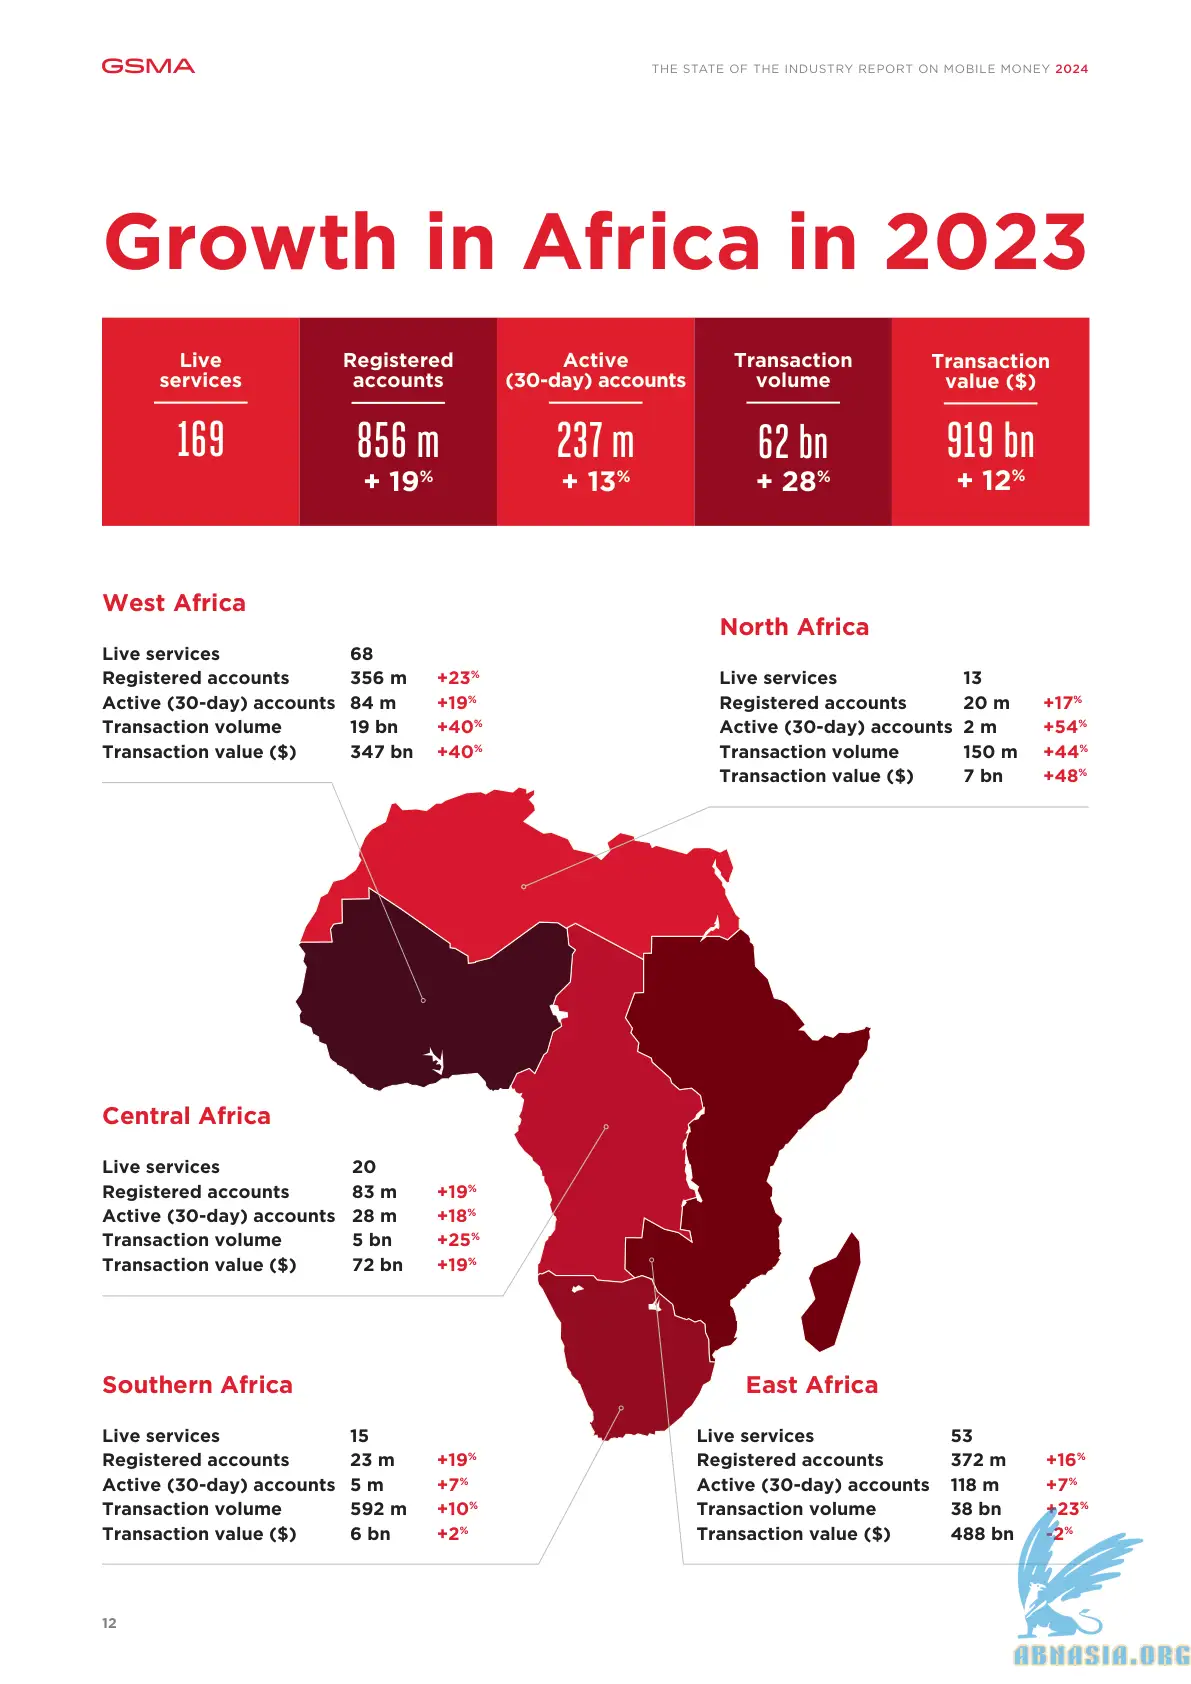 GSMA
THE STATE OF THE INDUSTRY REPORT ON MOBILE MONEY 2024
Growth in Africa in 2023
Live
services
169
Registered
accounts
856 m
+ 19%
Active
(30-day) accounts
237 m
+ 13%
Transaction
volume
62 bn
+ 28%
Transaction
value ($)
919 bn
+ 12%
West Africa
Live services 68
Registered accounts 356 m +23%
Active (30-day) accounts 84 m +19%
Transaction volume 19 bn +40%
Transaction value ($) 347 bn +40%
North Africa
Live services 13
Registered accounts 20 m +17%
Active (30-day) accounts 2 m +54%
Transaction volume 150 m +44%
Transaction value ($) 7 bn +48%
Central Africa
Live services 20
Registered accounts 83 m +19%
Active (30-day) accounts 28 m +18%
Transaction volume 5 bn +25%
Transaction value ($) 72 bn +19%
Southern Africa
Live services 15
Registered accounts 23 m +19%
Active (30-day) accounts 5 m +7%
Transaction volume 592 m +10%
Transaction value ($) 6 bn +2%
East Africa
Live services 53
Registered accounts 372 m +16%
Active (30-day) accounts 118 m +7%
Transaction volume 38 bn +23%
Transaction value ($) 488 bn -2%
12
ABNASIA.ORG